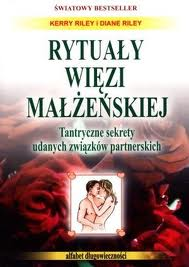 ŚWIATOWY BESTSELLER
KERRY RILEY i DIANE RILEY
RYTUAŁY
WIĘZI
MAŁŻEŃSKIEJ
Tantryczne sekrety
udanych związków partnerskich
alfabet długowieczności